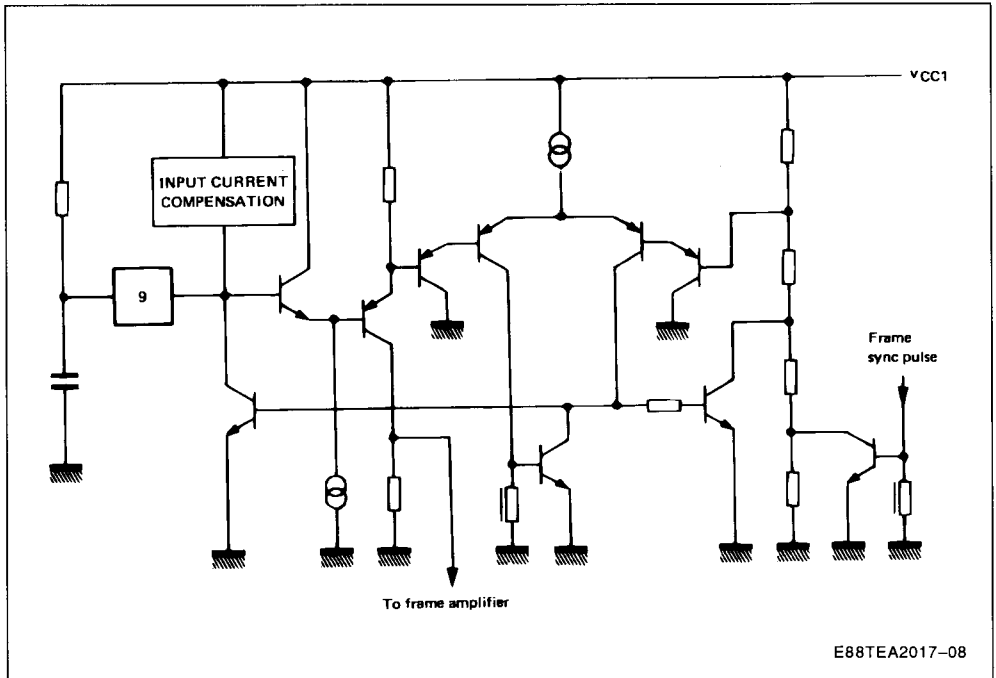 VCC1
INPUT CURRENT
COMPENSATION
9
Frame
sync pulse
To frame amplifier
E88TEA2017-08